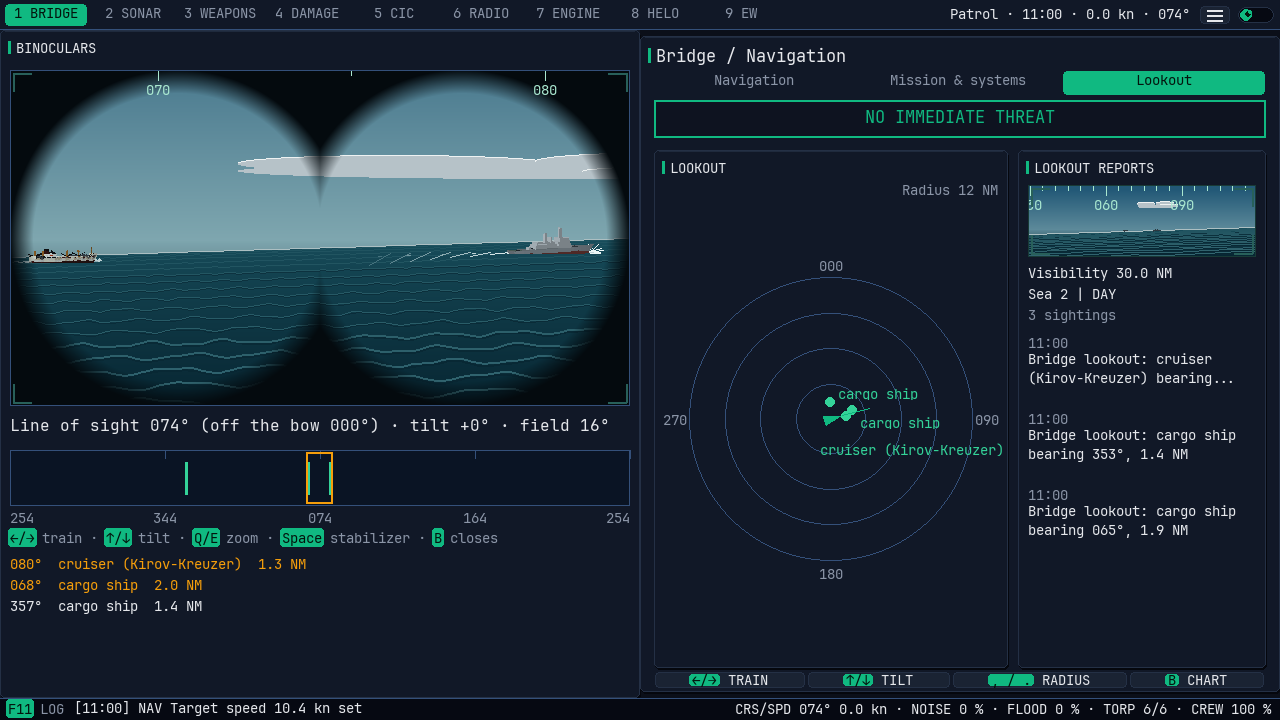 1 BRIDGE 2 SONAR 3 WEAPONS 4 DAMAGE 5 CIC 6 RADIO 7 ENGINE 8 HELO 9 EW Patrol · 11:00 · 0.0 kn · 074°
BINOCULARS
070 080
Line of sight 074° (off the bow 000°) · tilt +0° · field 16°
254 344 074 164 254
←/→ train · ↑/↓ tilt · Q/E zoom · Space stabilizer · B closes
080° cruiser (Kirov-Kreuzer) 1.3 NM
068° cargo ship 2.0 NM
357° cargo ship 1.4 NM
Bridge / Navigation
Navigation Mission & systems Lookout
NO IMMEDIATE THREAT
LOOKOUT
Radius 12 NM
000
cargo ship
270 090
cargo ship
cruiser (Kirov-Kreuzer)
180
LOOKOUT REPORTS
060 090
Visibility 30.0 NM
Sea 2 | DAY
3 sightings
11:00
Bridge lookout: cruiser
(Kirov-Kreuzer) bearing...
11:00
Bridge lookout: cargo ship
bearing 353°, 1.4 NM
11:00
Bridge lookout: cargo ship
bearing 065°, 1.9 NM
←/→ TRAIN ↑/↓ TILT RADIUS B CHART
F11 LOG [11:00] NAV Target speed 10.4 kn set CRS/SPD 074° 0.0 kn · NOISE 0 % · FLOOD 0 % · TORP 6/6 · CREW 100 %